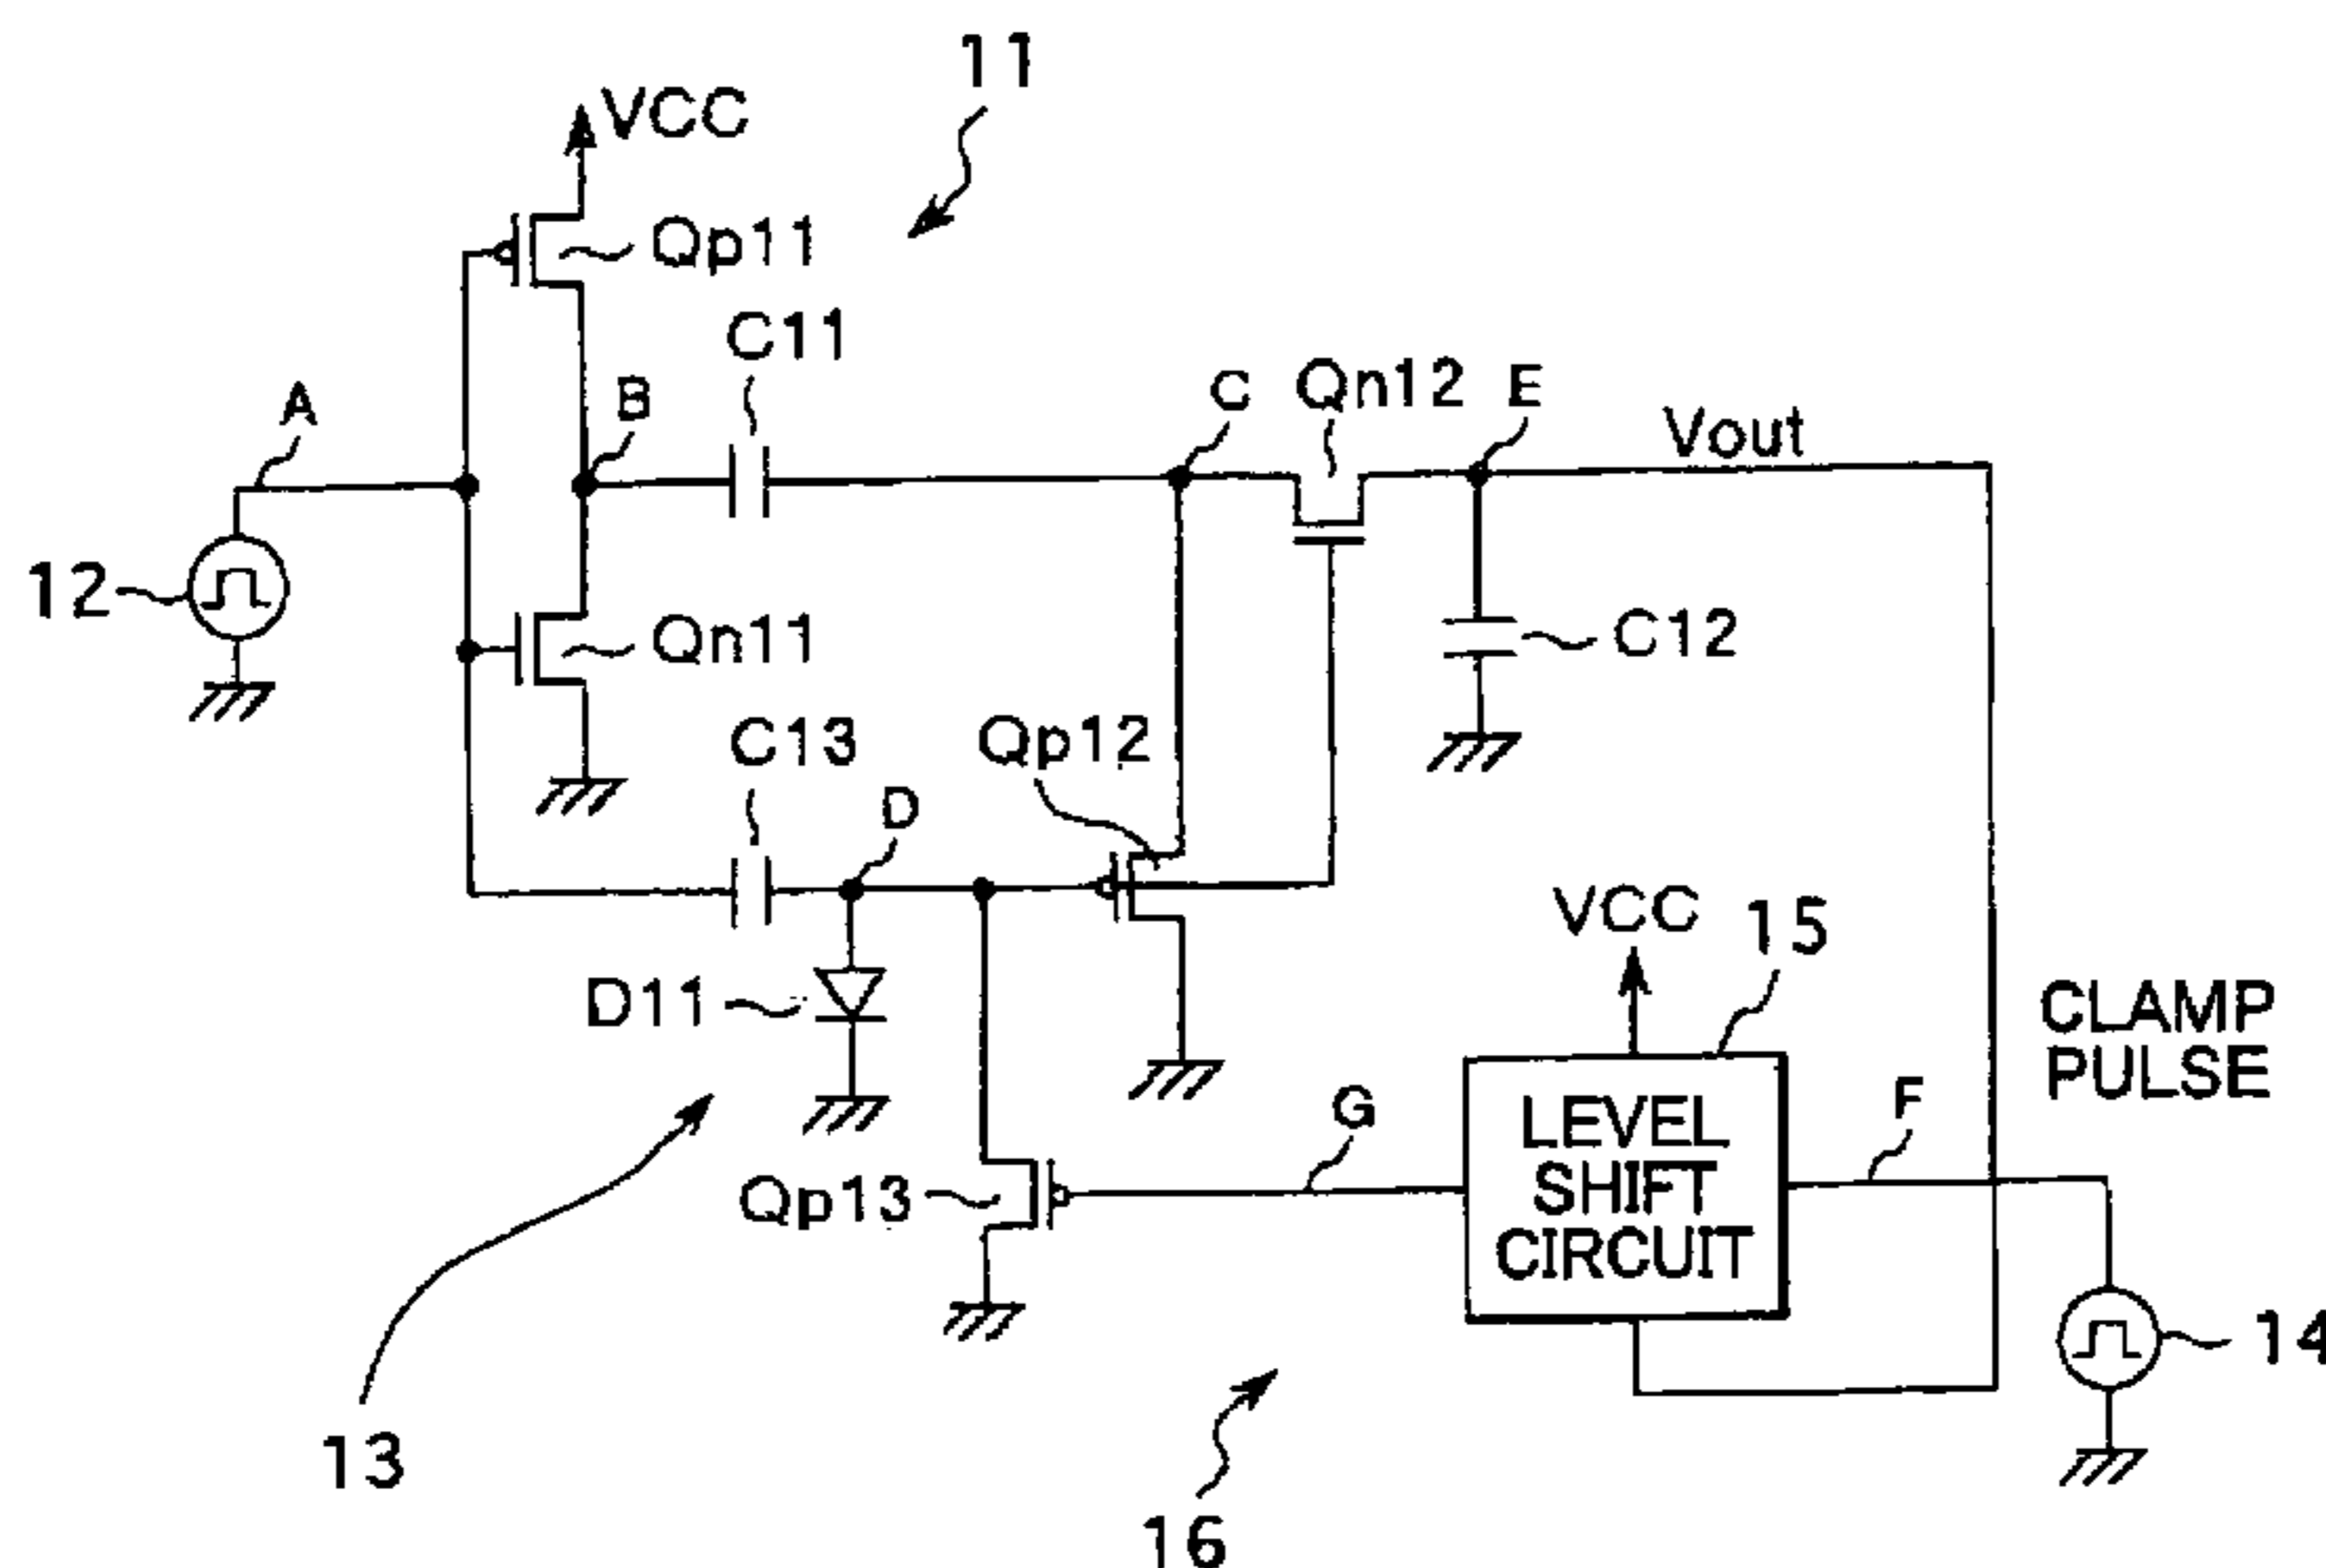 11
VCC
Qp11
C11
A
B
C
Qn12
E
Vout
12
Qn11
C12
C13
D
Qp12
VCC
15
D11
CLAMP
PULSE
LEVEL
SHIFT
CIRCUIT
G
F
Qp13
14
13
16